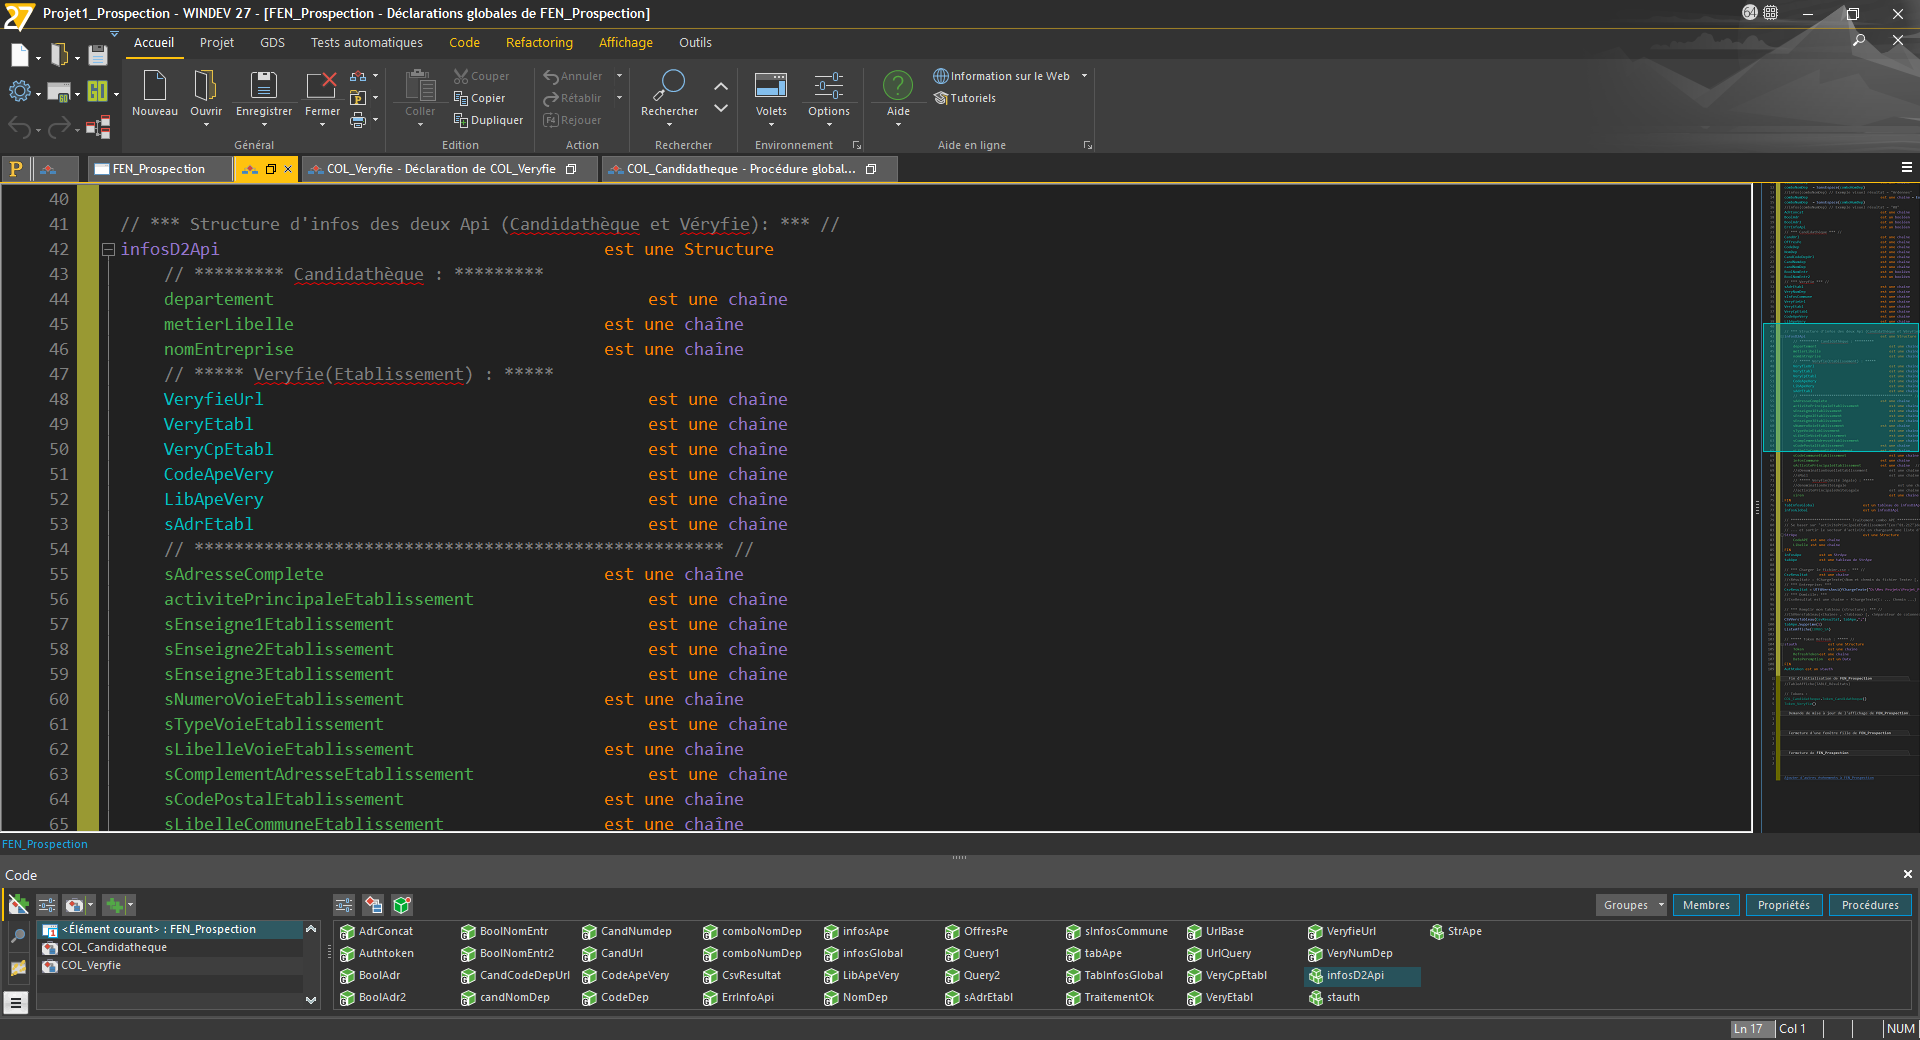 27 Projet1_Prospection - WINDEV 27 - [FEN_Prospection - Déclarations globales de FEN_Prospection]
64
Accueil Projet GDS Tests automatiques Code Refactoring Affichage Outils
GO
Nouveau Ouvrir Enregistrer Fermer Coller Couper Copier Dupliquer Annuler Rétablir F4 Rejouer Rechercher Volets Options Aide Information sur le Web Tutoriels
Général Edition Action Rechercher Environnement Aide en ligne
P FEN_Prospection COL_Veryfie - Déclaration de COL_Veryfie COL_Candidatheque - Procédure global...
40
41 // *** Structure d'infos des deux Api (Candidathèque et Véryfie): *** //
42 infosD2Api est une Structure
43 // ********* Candidathèque : *********
44 departement est une chaîne
45 metierLibelle est une chaîne
46 nomEntreprise est une chaîne
47 // ***** Veryfie(Etablissement) : *****
48 VeryfieUrl est une chaîne
49 VeryEtabl est une chaîne
50 VeryCpEtabl est une chaîne
51 CodeApeVery est une chaîne
52 LibApeVery est une chaîne
53 sAdrEtabl est une chaîne
54 // ***************************************************** //
55 sAdresseComplete est une chaîne
56 activitePrincipaleEtablissement est une chaîne
57 sEnseigne1Etablissement est une chaîne
58 sEnseigne2Etablissement est une chaîne
59 sEnseigne3Etablissement est une chaîne
60 sNumeroVoieEtablissement est une chaîne
61 sTypeVoieEtablissement est une chaîne
62 sLibelleVoieEtablissement est une chaîne
63 sComplementAdresseEtablissement est une chaîne
64 sCodePostalEtablissement est une chaîne
65 sLibelleCommuneEtablissement est une chaîne
FEN_Prospection
Code
Groupes Membres Propriétés Procédures
<Élément courant> : FEN_Prospection
COL_Candidatheque
COL_Veryfie
AdrConcat BoolNomEntr CandNumdep comboNomDep infosApe OffresPe sInfosCommune UrlBase VeryfieUrl StrApe
Authtoken BoolNomEntr2 CandUrl comboNumDep infosGlobal Query1 tabApe UrlQuery VeryNumDep
BoolAdr CandCodeDepUrl CodeApeVery CsvResultat LibApeVery Query2 TabInfosGlobal VeryCpEtabl infosD2Api
BoolAdr2 candNomDep CodeDep ErrInfoApi NomDep sAdrEtabl TraitementOk VeryEtabl stauth
Ln 17 Col 1 NUM